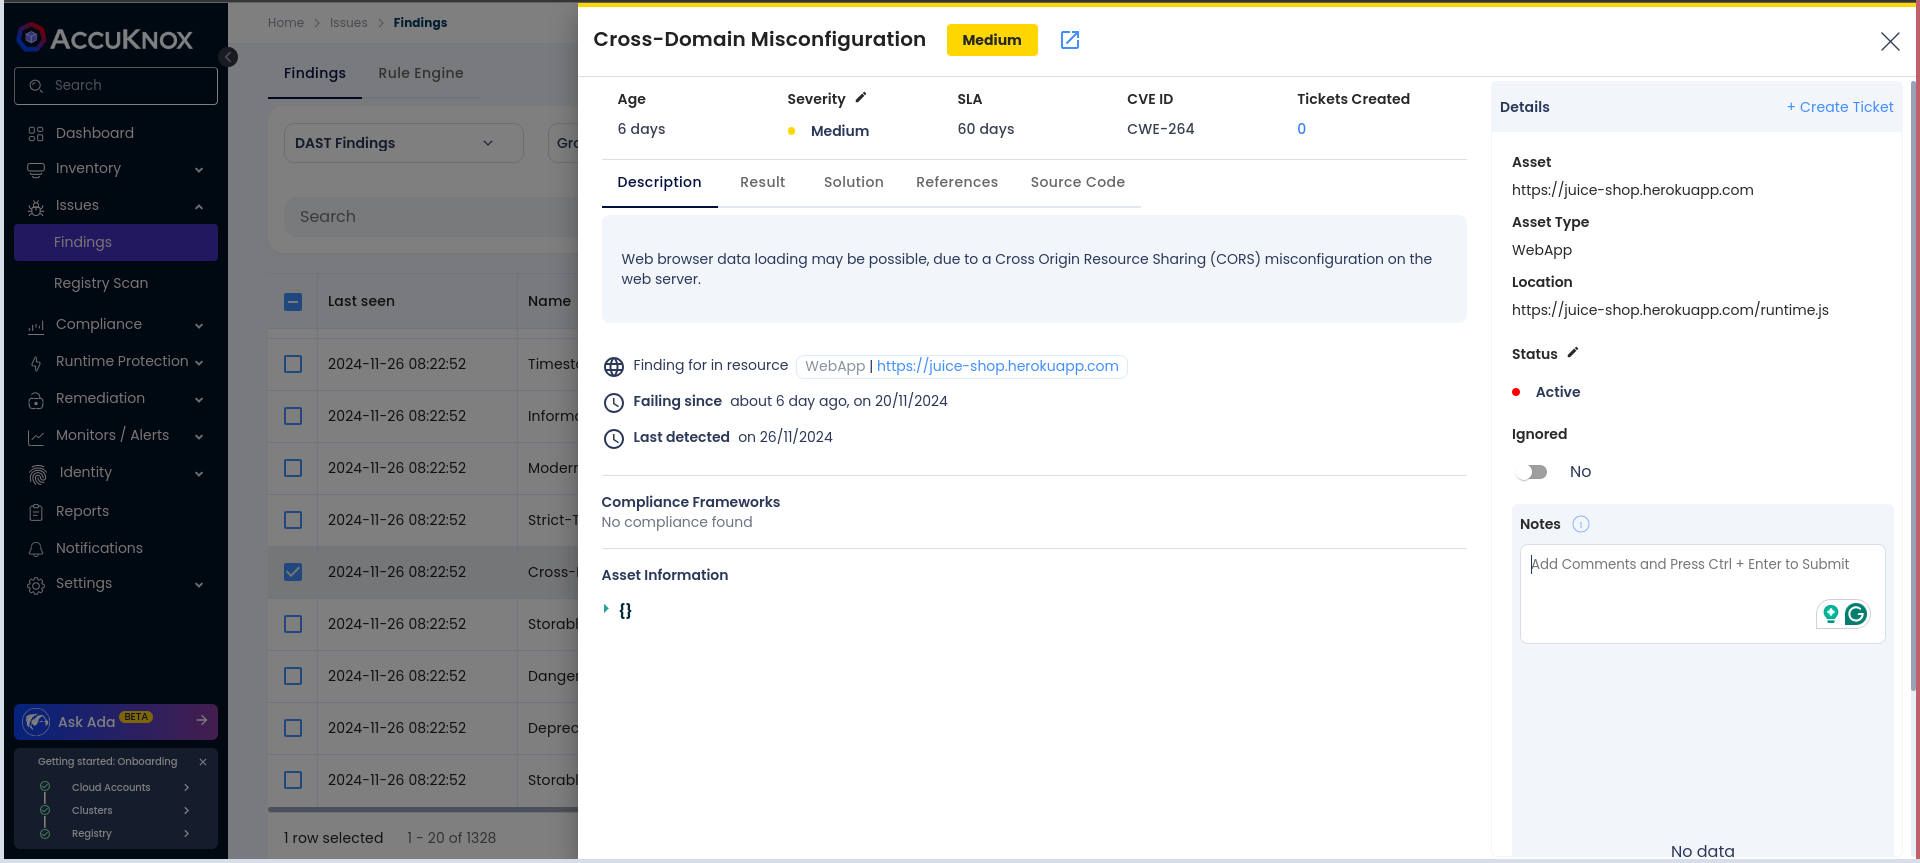 ACCUKNOX
Search
Dashboard
Inventory
Issues
Findings
Registry Scan
Compliance
Runtime Protection
Remediation
Monitors / Alerts
Identity
Reports
Notifications
Settings
Ask Ada BETA
Getting started: Onboarding
Cloud Accounts
Clusters
Registry
Home > Issues > Findings
Findings Rule Engine
DAST Findings
Search
Last seen Name
2024-11-26 08:22:52
2024-11-26 08:22:52
2024-11-26 08:22:52 Modern
2024-11-26 08:22:52
2024-11-26 08:22:52
2024-11-26 08:22:52
2024-11-26 08:22:52
2024-11-26 08:22:52
2024-11-26 08:22:52
1 row selected 1 - 20 of 1328
Cross-Domain Misconfiguration Medium
Age Severity SLA CVE ID Tickets Created
6 days Medium 60 days CWE-264 0
Description Result Solution References Source Code
Web browser data loading may be possible, due to a Cross Origin Resource Sharing (CORS) misconfiguration on the
web server.
Finding for in resource WebApp | https://juice-shop.herokuapp.com
Failing since about 6 day ago, on 20/11/2024
Last detected on 26/11/2024
Compliance Frameworks
No compliance found
Asset Information
{}
Details + Create Ticket
Asset
https://juice-shop.herokuapp.com
Asset Type
WebApp
Location
https://juice-shop.herokuapp.com/runtime.js
Status
Active
Ignored
No
Notes
Add Comments and Press Ctrl + Enter to Submit
No data